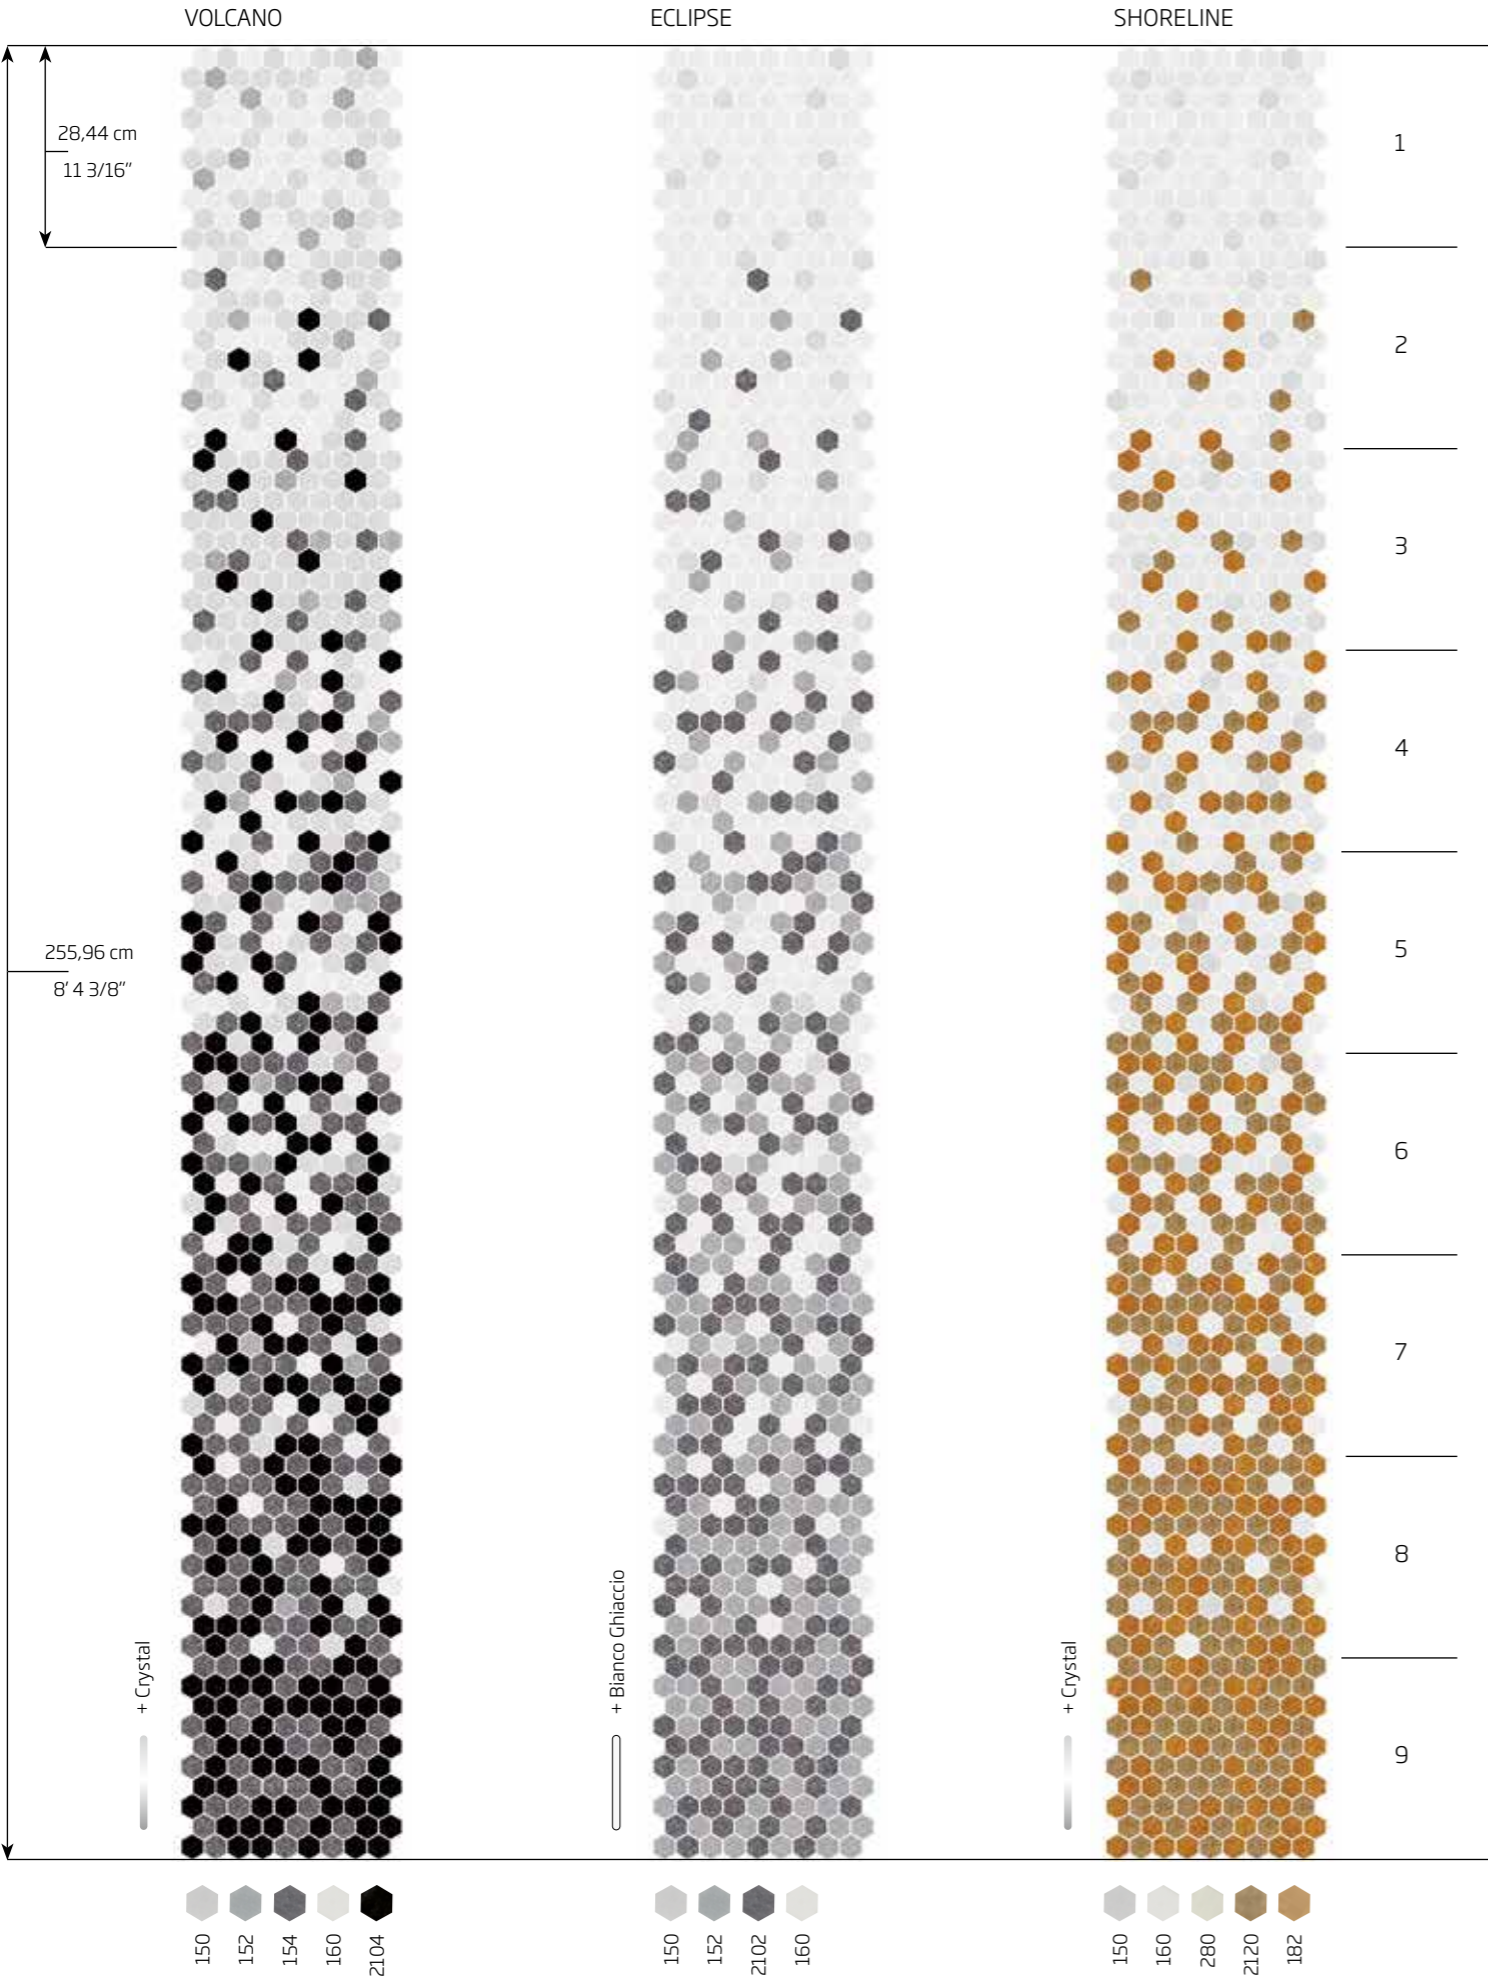 VOLCANO
ECLIPSE
SHORELINE
28,44 cm
11 3/16"
255,96 cm
8' 4 3/8"
1
2
3
4
5
6
7
8
9
+ Crystal
+ Bianco Ghiaccio
+ Crystal
150
152
154
160
2104
150
152
2102
160
150
160
280
2120
182